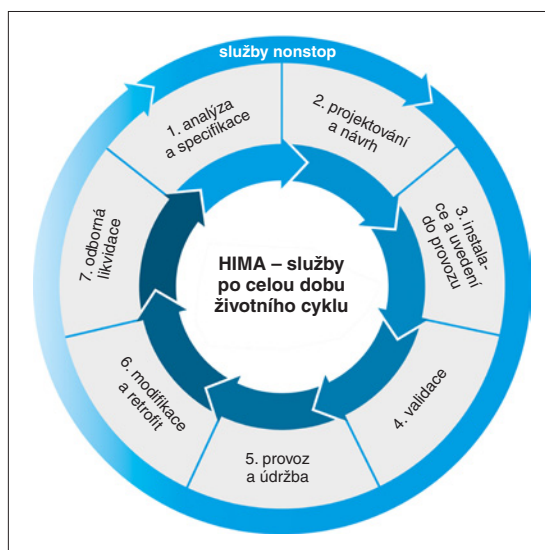 služby nonstop
1. analýza
a specifikace
2. projektování
a návrh
3. instala-
ce a uvedení
do provozu
4. validace
5. provoz
a údržba
6. modifikace
a retrofit
7. odborná
likvidace
HIMA – služby
po celou dobu
životního cyklu